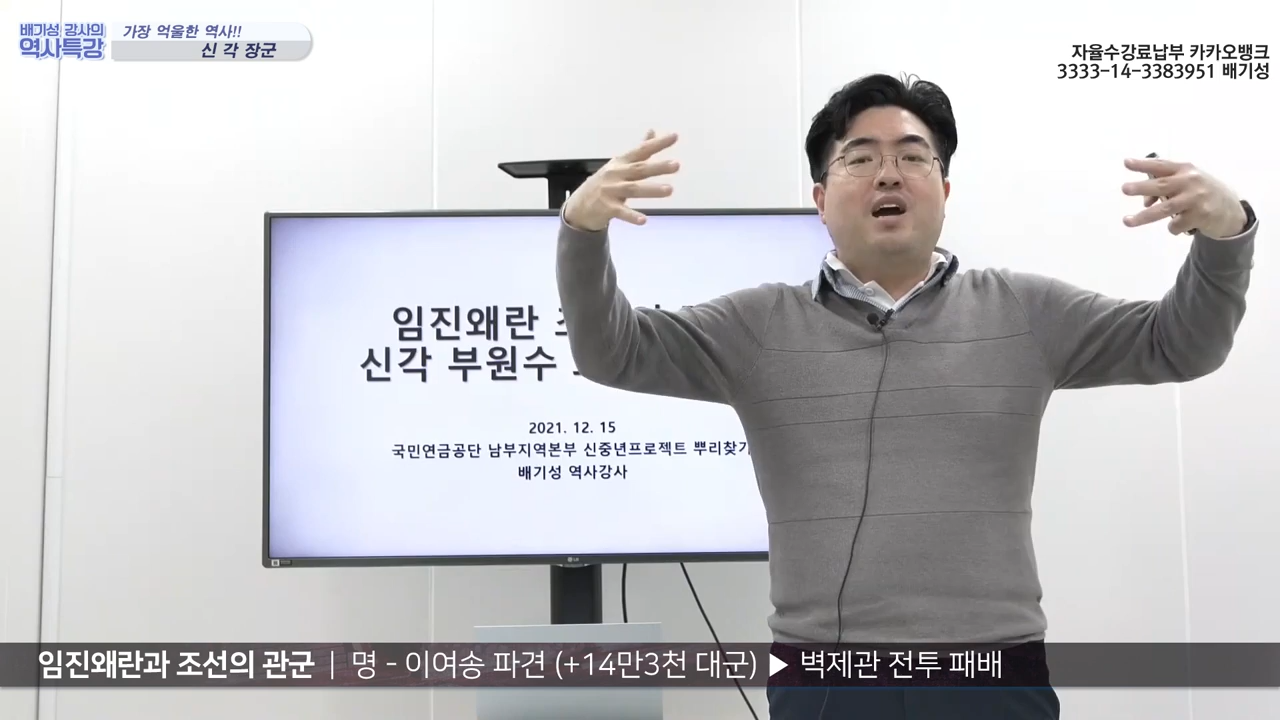 배기성 강사의
역사특강
가장 억울한 역사!!
신 각 장군
자율수강료납부 카카오뱅크
3333-14-3383951 배기성
임진왜란
신각 부원수
2021. 12. 15
국민연금공단 남부지역본부 신중년프로젝트 뿌리찾기
배기성 역사강사
LG
임진왜란과 조선의 관군 | 명 - 이여송 파견 (+14만3천 대군) ▶ 벽제관 전투 패배